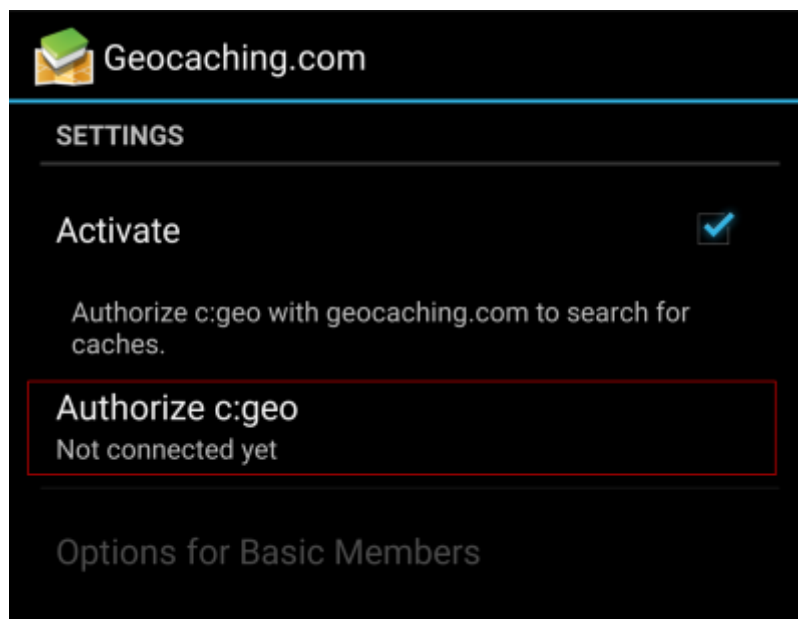 Geocaching.com
SETTINGS
Activate
Authorize c:geo with geocaching.com to search for
caches.
Authorize c:geo
Not connected yet
Options for Basic Members